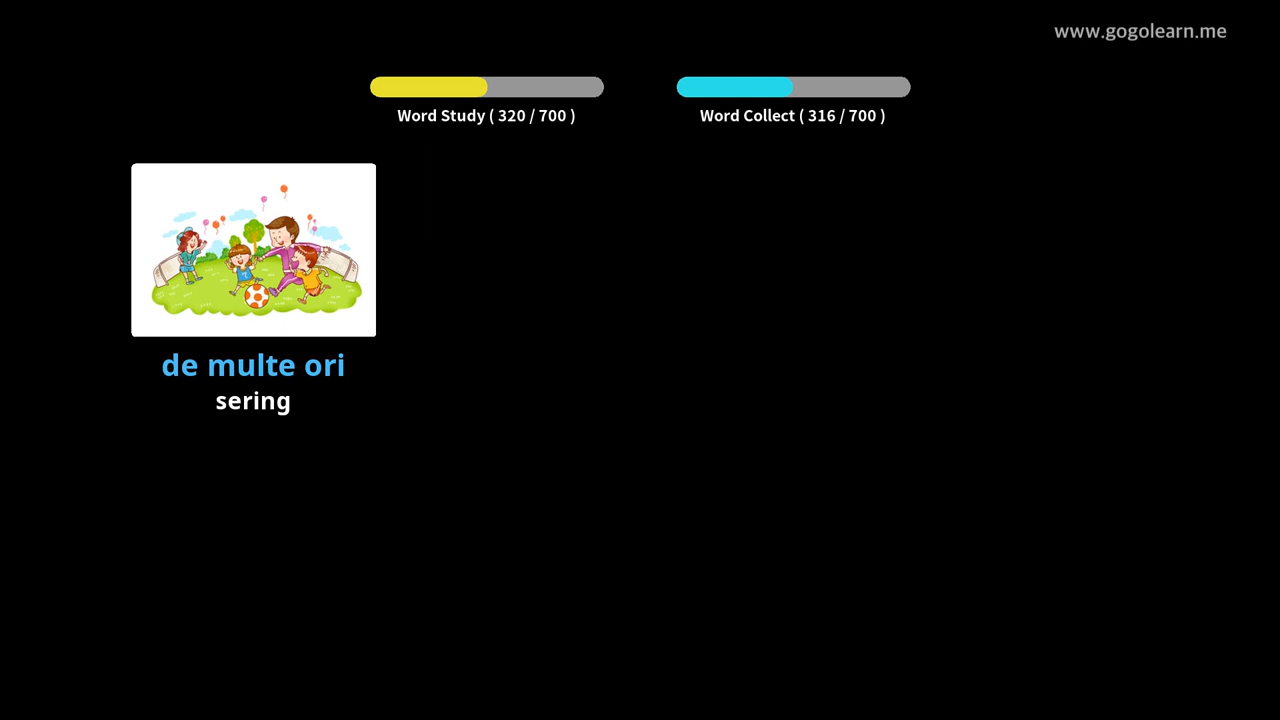 www.gogolearn.me
Word Study ( 320 / 700 )
Word Collect ( 316 / 700 )
de multe ori
sering